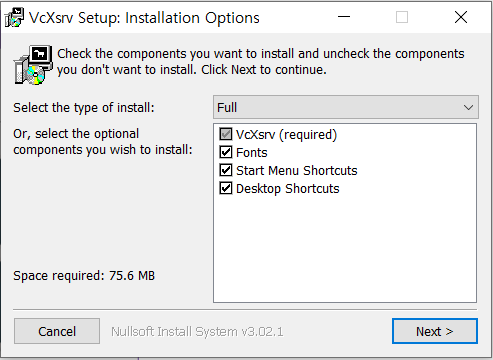 VcXsrv Setup: Installation Options
Check the components you want to install and uncheck the components
you don't want to install. Click Next to continue.
Select the type of install:
Full
Or, select the optional
components you wish to install:
VcXsrv (required)
Fonts
Start Menu Shortcuts
Desktop Shortcuts
Space required: 75.6 MB
Cancel
Nullsoft Install System v3.02.1
Next >